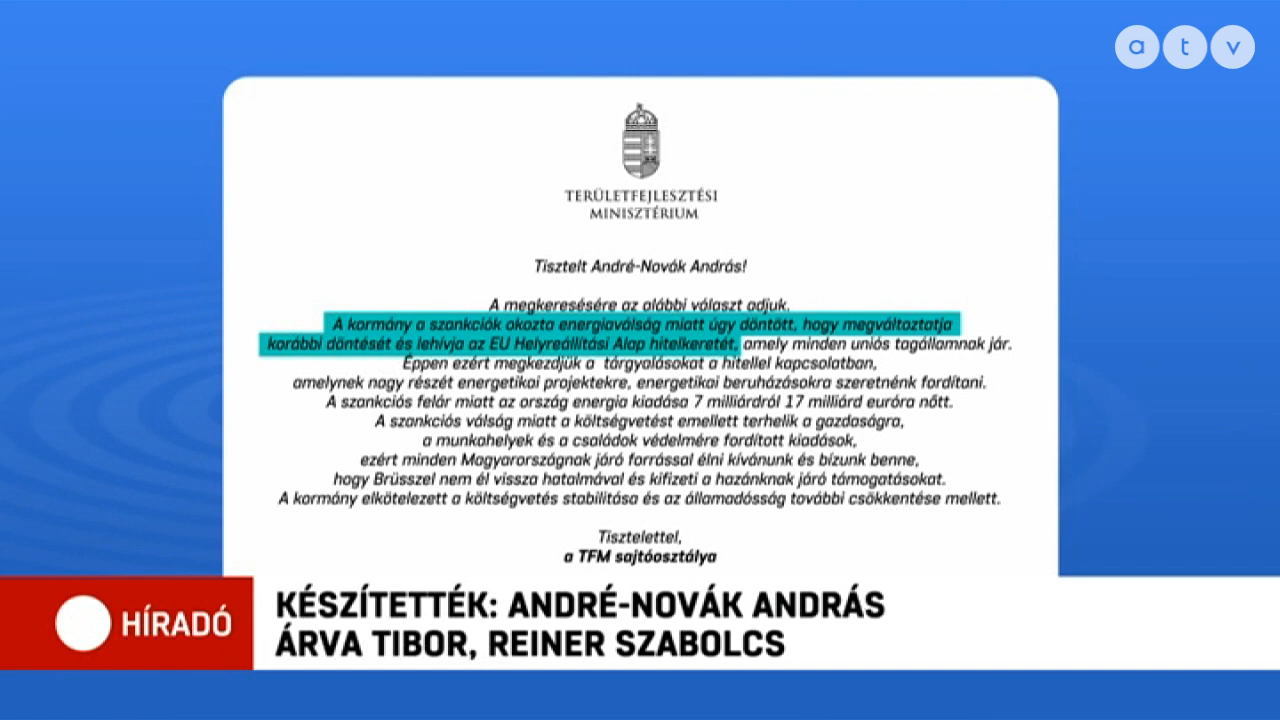 a t v
TERÜLETFEJLESZTÉSI
MINISZTÉRIUM
Tisztelt André-Novák András!
A megkeresésére az alábbi választ adjuk.
A kormány a szankciók okozta energiaválság miatt úgy döntött, hogy megváltoztatja
korábbi döntését és lehívja az EU Helyreállítási Alap hitelkeretét, amely minden uniós tagállamnak jár.
Éppen ezért megkezdjük a tárgyalásokat a hitellel kapcsolatban,
amelynek nagy részét energetikai projektekre, energetikai beruházásokra szeretnénk fordítani.
A szankciós felár miatt az ország energia kiadása 7 milliárdról 17 milliárd euróra nőtt.
A szankciós válság miatt a költségvetést emellett terhelik a gazdaságra,
a munkahelyek és a családok védelmére fordított kiadások,
ezért minden Magyarországnak járó forrással élni kívánunk és bízunk benne,
hogy Brüsszel nem él vissza hatalmával és kifizeti a hazánknak járó támogatásokat.
A kormány elkötelezett a költségvetés stabilitása és az államadósság további csökkentése mellett.
Tisztelettel,
a TFM sajtóosztálya
HÍRADÓ
KÉSZÍTETTÉK: ANDRÉ-NOVÁK ANDRÁS
ÁRVA TIBOR, REINER SZABOLCS